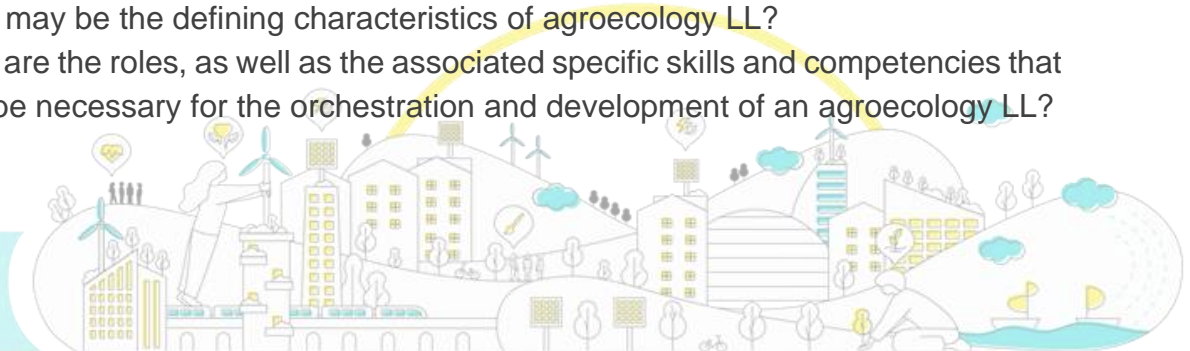 may be the defining characteristics of agroecology LL?
are the roles, as well as the associated specific skills and competencies that
be necessary for the orchestration and development of an agroecology LL?